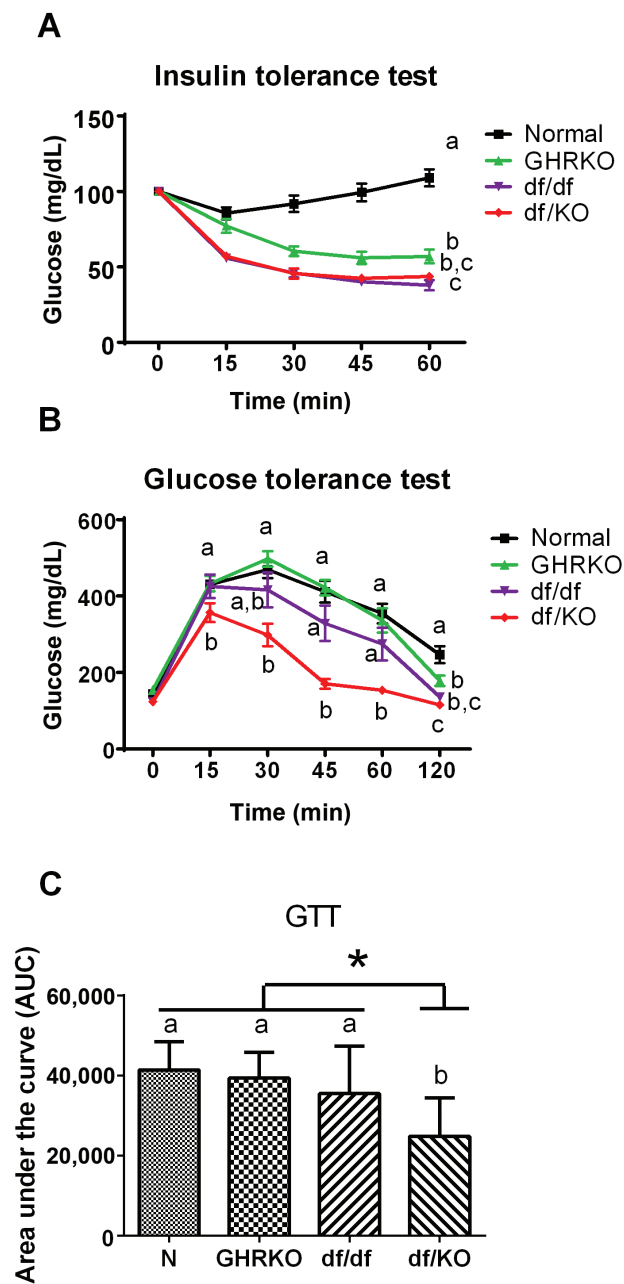 A
Insulin tolerance test
Glucose (mg/dL)
150
100
50
0
0 15 30 45 60
Time (min)
Normal
GHRKO
df/df
df/KO
a
b
b,c
c
B
Glucose tolerance test
Glucose (mg/dL)
600
400
200
0
0 15 30 45 60 120
Time (min)
Normal
GHRKO
df/df
df/KO
a
a
a
a
a
a,b
a
a
b
b,c
b
b
b
b
c
C
GTT
*
Area under the curve (AUC)
60,000
40,000
20,000
0
a a a
b
N GHRKO df/df df/KO